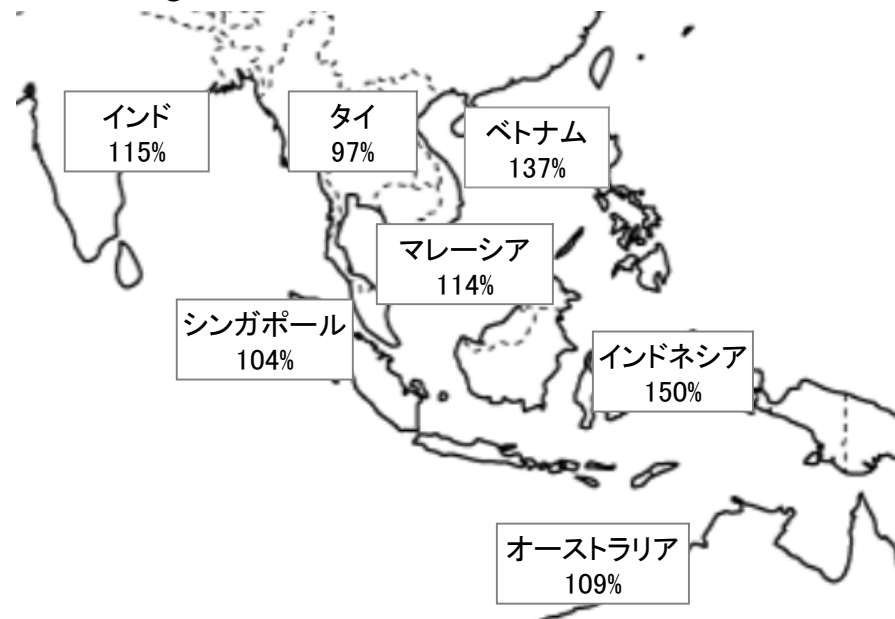 インド
115%
タイ
97%
ベトナム
137%
マレーシア
114%
シンガポール
104%
インドネシア
150%
オーストラリア
109%